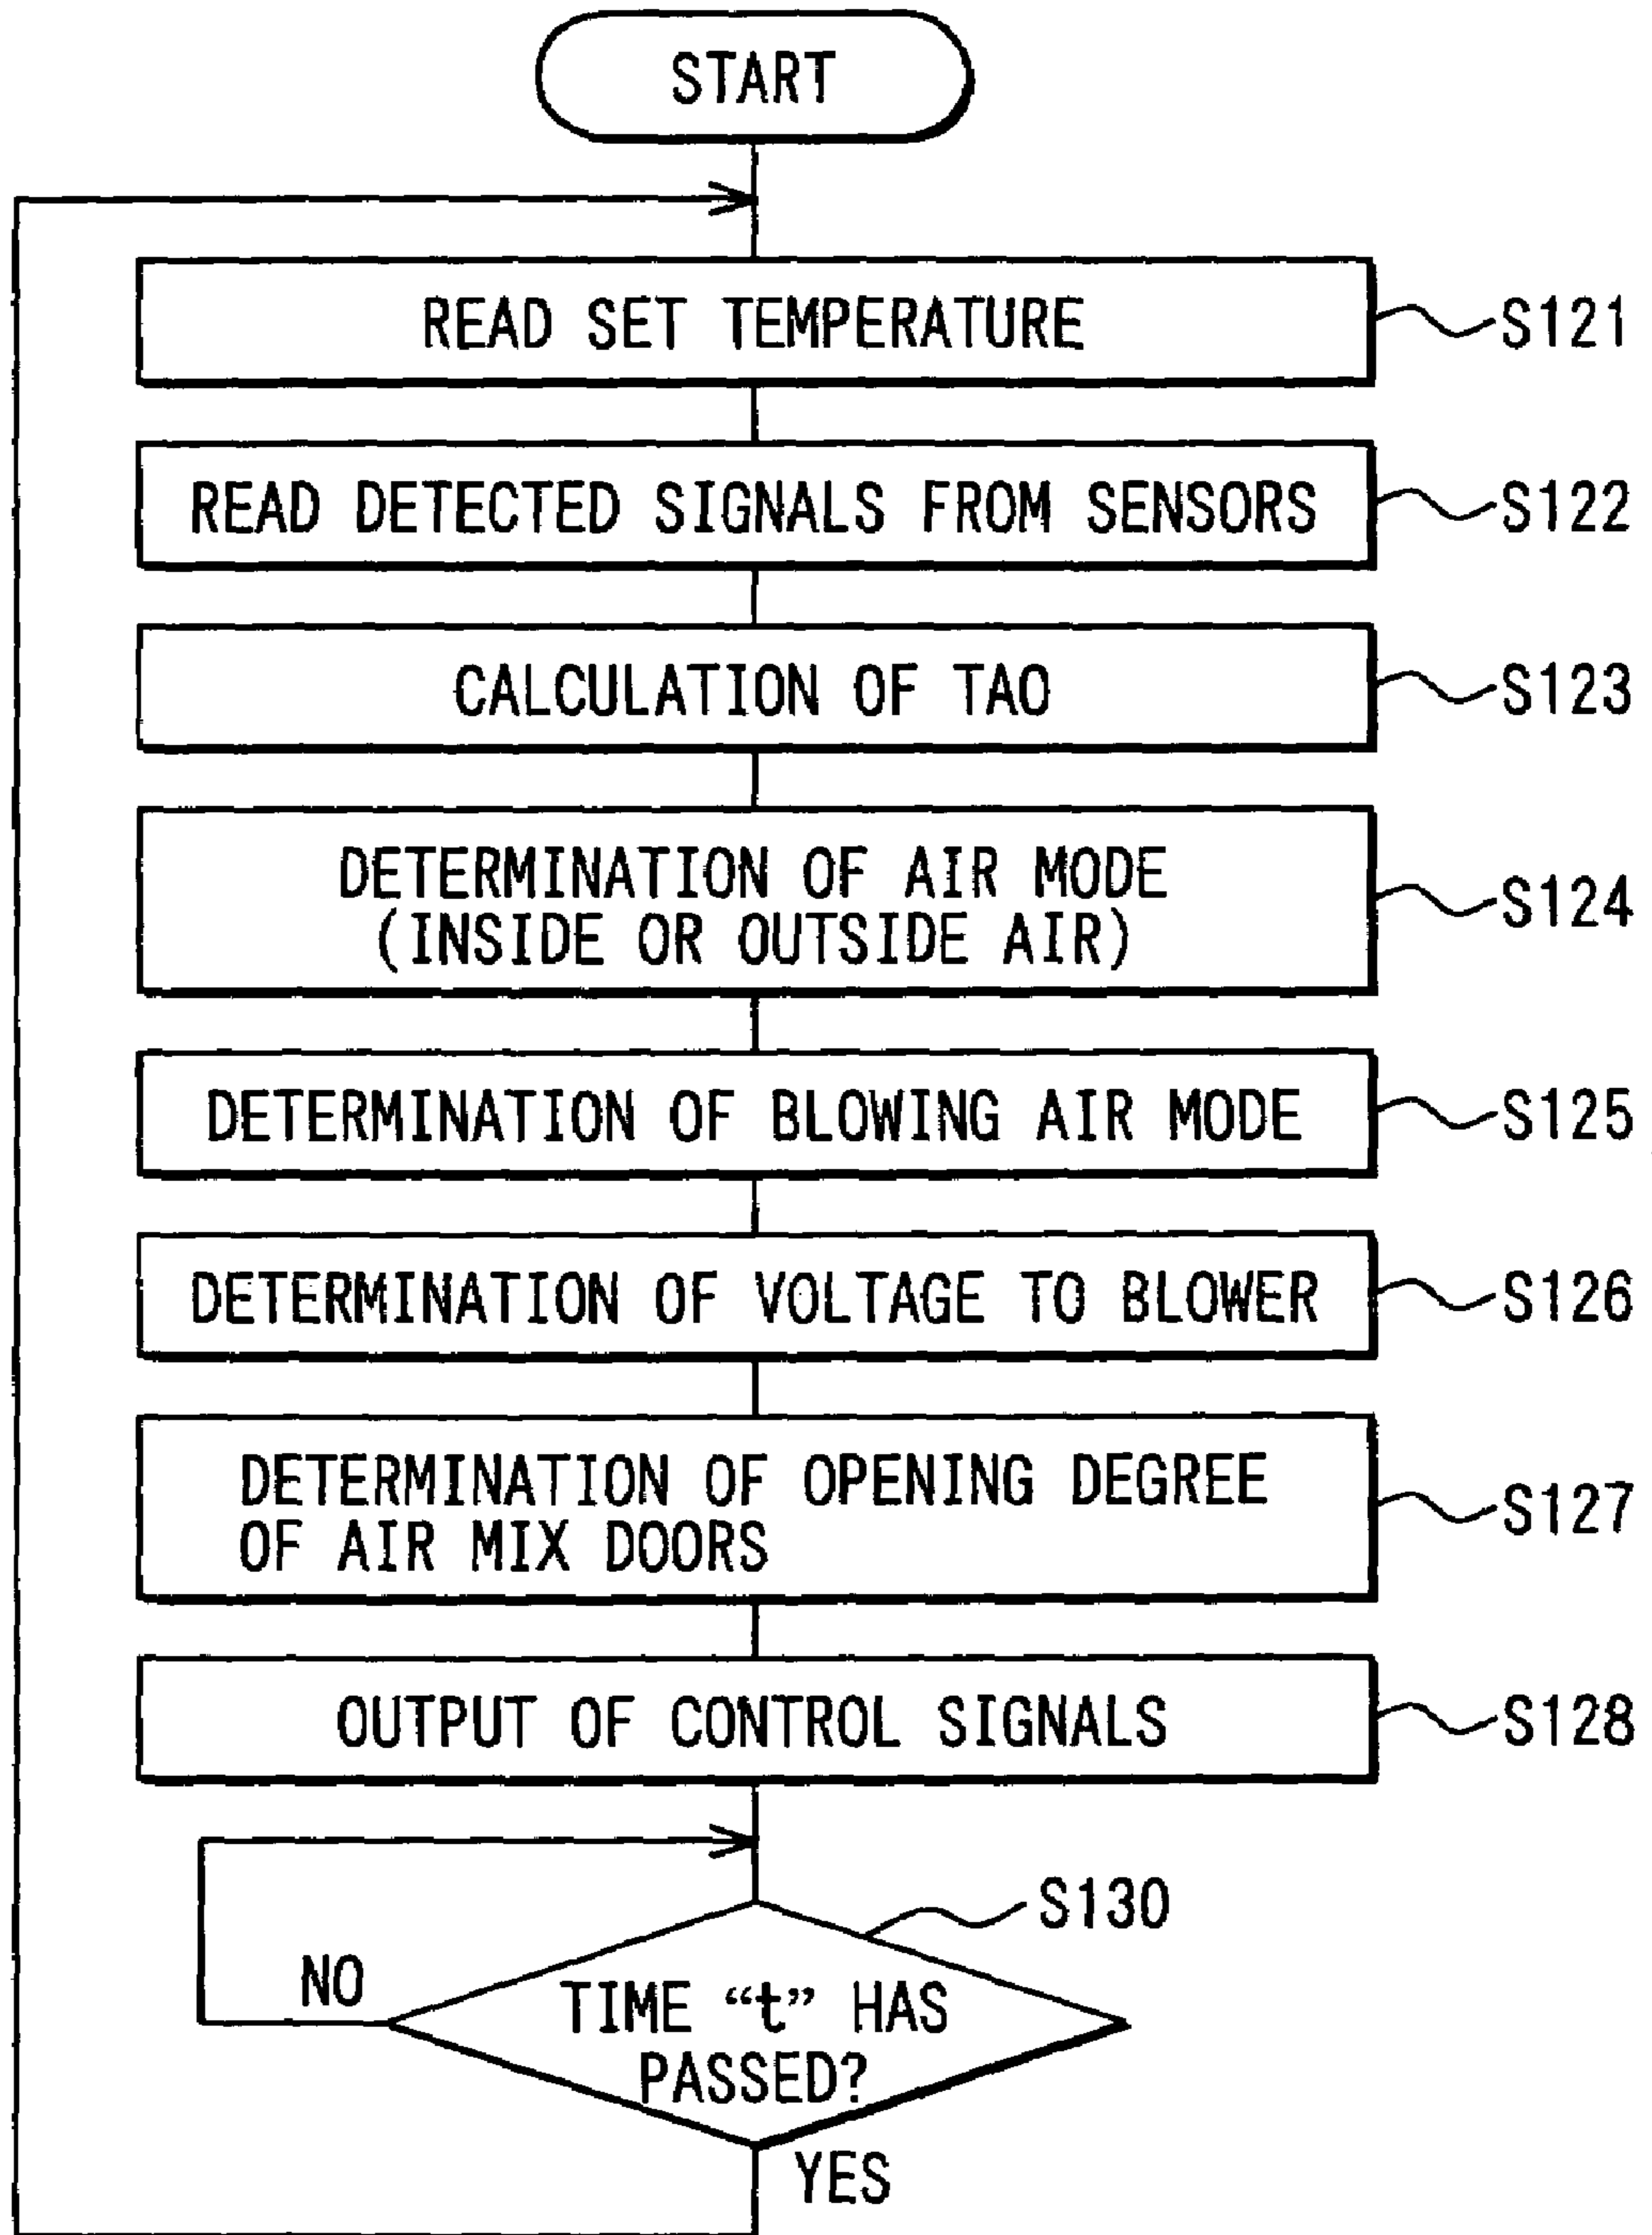 START
READ SET TEMPERATURE
S121
READ DETECTED SIGNALS FROM SENSORS
S122
CALCULATION OF TAO
S123
DETERMINATION OF AIR MODE
(INSIDE OR OUTSIDE AIR)
S124
DETERMINATION OF BLOWING AIR MODE
S125
DETERMINATION OF VOLTAGE TO BLOWER
S126
DETERMINATION OF OPENING DEGREE
OF AIR MIX DOORS
S127
OUTPUT OF CONTROL SIGNALS
S128
S130
NO
TIME “t” HAS
PASSED?
YES